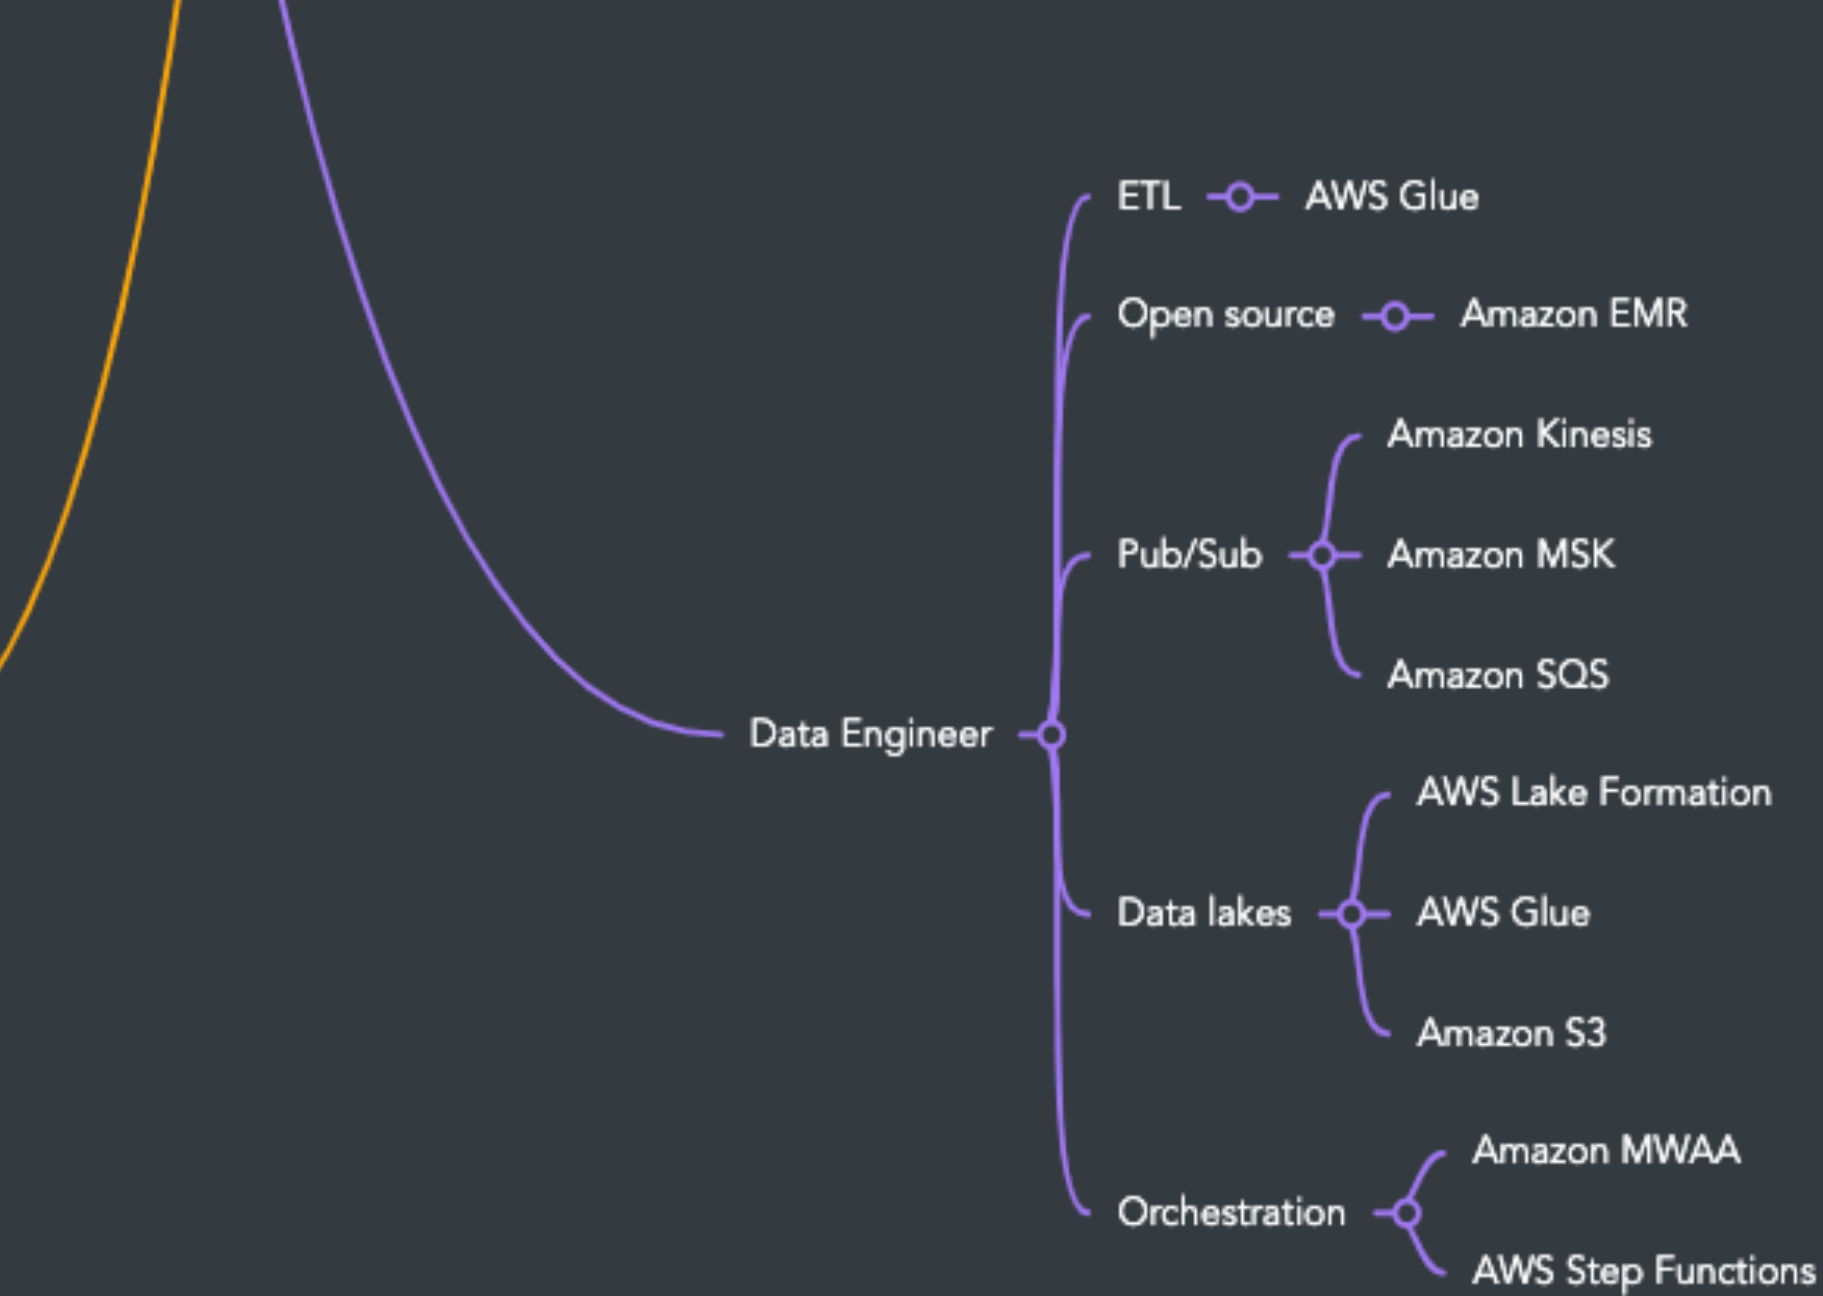 ETL
AWS Glue
Open source
Amazon EMR
Pub/Sub
Amazon Kinesis
Amazon MSK
Amazon SQS
Data Engineer
Data lakes
AWS Lake Formation
AWS Glue
Amazon S3
Orchestration
Amazon MWAA
AWS Step Functions